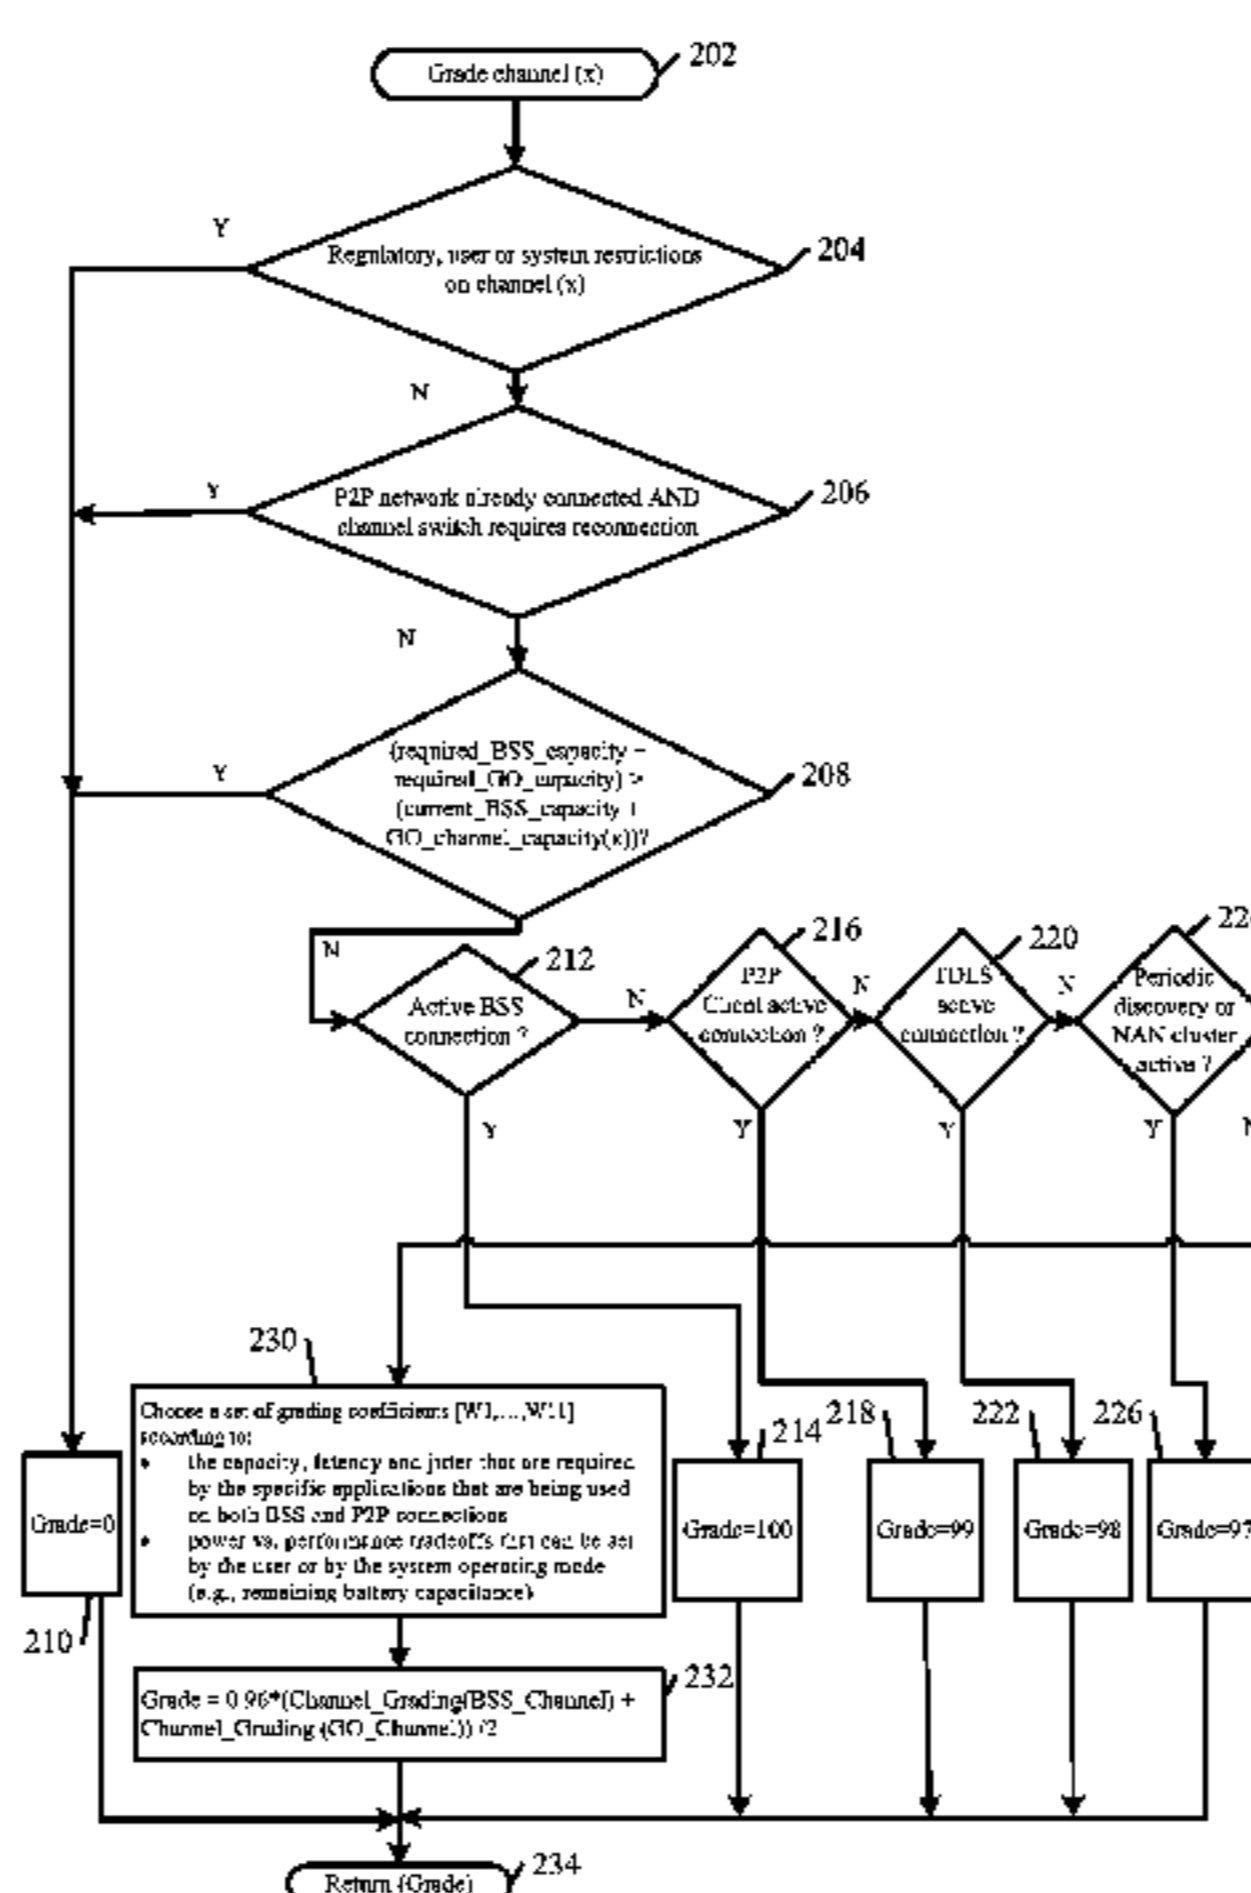 Grade channel (x)
202
Y
Regulatory, user or system restrictions
on channel (x)
204
N
Y
P2P network already connected AND
channel switch requires reconnection
206
N
Y
(required_BSS_capacity +
required_GO_capacity) >
(current_BSS_capacity +
GO_channel_capacity(x))?
208
N
Active BSS
connection ?
212
N
P2P
Client active
connection ?
216
N
TDLS
active
connection ?
220
N
Periodic
discovery or
NAN cluster
active ?
Y
Y
Y
Y
N
230
Choose a set of grading coefficients [W1,...,W11]
according to:
• the capacity, latency and jitter that are required
by the specific applications that are being used
on both BSS and P2P connections
• power vs. performance tradeoffs that can be set
by the user or by the system operating mode
(e.g., remaining battery capacitance)
Grade=0
210
Grade=100
214
Grade=99
218
Grade=98
222
Grade=97
226
Grade = 0.96*(Channel_Grading(BSS_Channel) +
Channel_Grading (GO_Channel)) /2
232
Return (Grade)
234